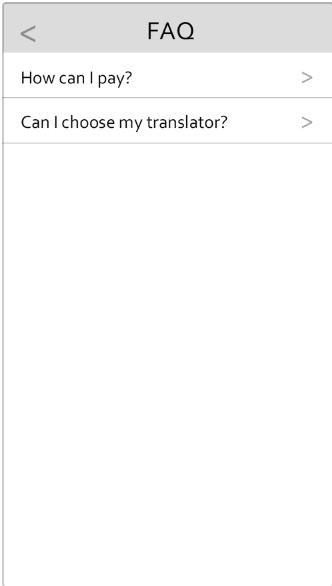 < FAQ
How can I pay? >
Can I choose my translator? >